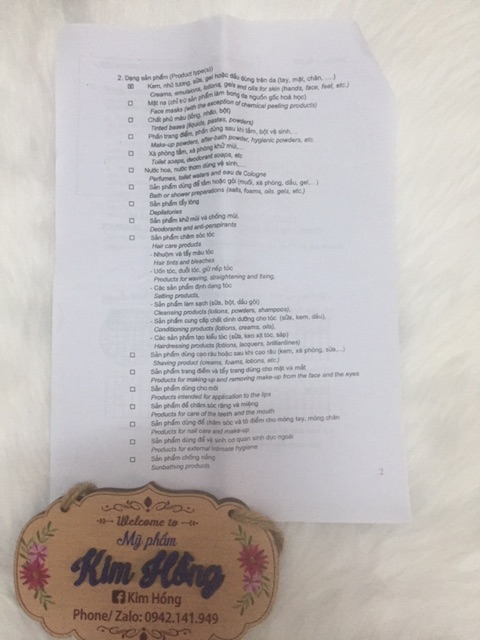 2. Dạng sản phẩm (Product type(s))
☒ Kem, nhũ tương, sữa, gel hoặc dầu dùng trên da (tay, mặt, chân, ....)
Creams, emulsions, lotions, gels and oils for skin (hands, face, feet, etc.)
☐ Mặt nạ (chỉ trừ sản phẩm làm bong da nguồn gốc hoá học)
Face masks (with the exception of chemical peeling products)
☐ Chất phủ màu (lỏng, nhão, bột)
Tinted bases (liquids, pastes, powders)
☐ Phấn trang điểm, phấn dùng sau khi tắm, bột vệ sinh,..
Make-up powders, after-bath powder, hygienic powders, etc.
☐ Xà phòng tắm, xà phòng khử mùi,..
Toilet soaps, deodorant soaps, etc
☐ Nước hoa, nước thơm dùng vệ sinh,...
Perfumes, toilet waters and eau de Cologne
☐ Sản phẩm dùng để tắm hoặc gội (muối, xà phòng, dầu, gel,...)
Bath or shower preparations (salts, foams, oils, gels, etc.)
☐ Sản phẩm tẩy lông
Depilatories
☐ Sản phẩm khử mùi và chống mùi,
Deodorants and anti-perspirants
☐ Sản phẩm chăm sóc tóc
Hair care products
- Nhuộm và tẩy màu tóc
Hair tints and bleaches
- Uốn tóc, duỗi tóc, giữ nếp tóc
Products for waving, straightening and fixing,
- Các sản phẩm định dạng tóc
Setting products,
- Sản phẩm làm sạch (sữa, bột, dầu gội)
Cleansing products (lotions, powders, shampoos),
- Sản phẩm cung cấp chất dinh dưỡng cho tóc (sữa, kem, dầu),
Conditioning products (lotions, creams, oils),
- Các sản phẩm tạo kiểu tóc (sữa, keo xịt tóc, sáp)
Hairdressing products (lotions, lacquers, brilliantines)
☐ Sản phẩm dùng cạo râu hoặc sau khi cạo râu (kem, xà phòng, sữa,...)
Shaving product (creams, foams, lotions, etc.)
☐ Sản phẩm trang điểm và tẩy trang dùng cho mặt và mắt
Products for making-up and removing make-up from the face and the eyes
☐ Sản phẩm dùng cho môi
Products intended for application to the lips
☐ Sản phẩm để chăm sóc răng và miệng
Products for care of the teeth and the mouth
☐ Sản phẩm dùng để chăm sóc và tô điểm cho móng tay, móng chân
Products for nail care and make-up
☐ Sản phẩm dùng để vệ sinh cơ quan sinh dục ngoài
Products for external intimate hygiene
☐ Sản phẩm chống nắng
Sunbathing products
2
Welcome to
Mỹ phẩm
Kim Hồng
Kim Hồng
Phone/ Zalo: 0942.141.949